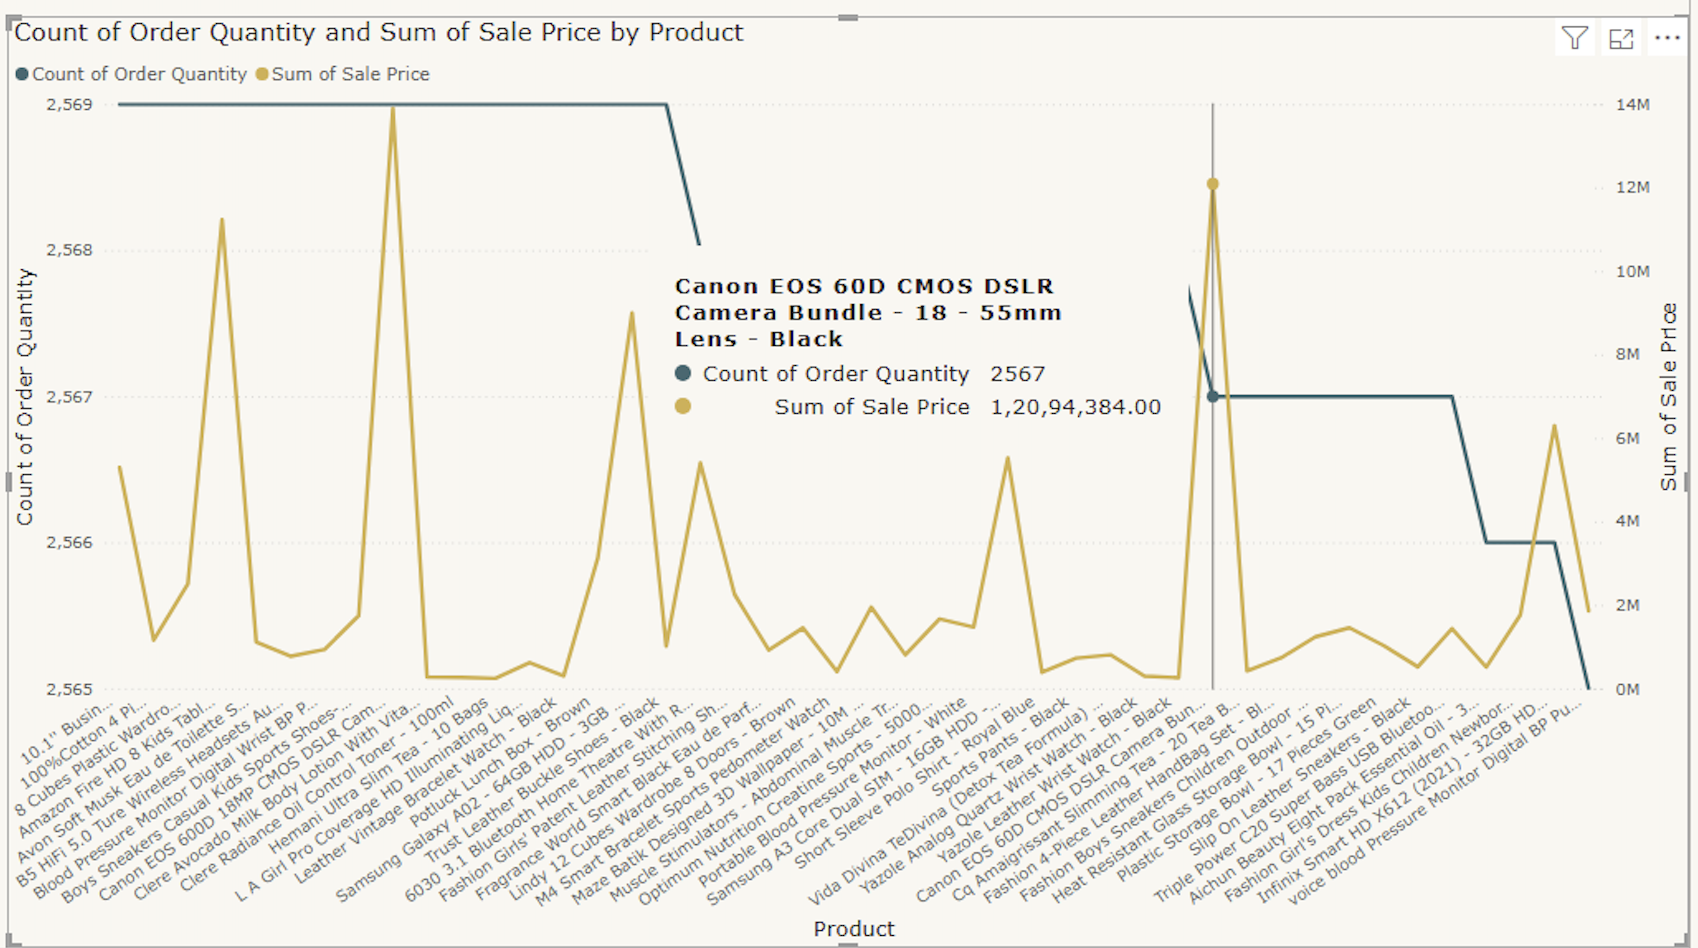 Count of Order Quantity and Sum of Sale Price by Product
Count of Order Quantity Sum of Sale Price
2,569
2,568
2,567
2,566
2,565
Count of Order Quantity
14M
12M
10M
8M
6M
4M
2M
0M
Sum of Sale Price
Canon EOS 60D CMOS DSLR
Camera Bundle - 18 - 55mm
Lens - Black
Count of Order Quantity 2567
Sum of Sale Price 1,20,94,384.00
10.1" Busin...
100%Cotton 4 Pi...
8 Cubes Plastic Wardro...
Amazon Fire HD 8 Kids Tabl...
Avon Soft Musk Eau de Toilette S...
B5 HiFi 5.0 Ture Wireless Headsets Au...
Blood Pressure Monitor Digital Wrist BP P...
Boys Sneakers Casual Kids Sports Shoes-...
Canon EOS 600D 18MP CMOS DSLR Cam...
Clere Avocado Milk Body Lotion With Vita...
Clere Radiance Oil Control Toner - 100ml
Hemani Ultra Slim Tea - 10 Bags
L A Girl Pro Coverage HD Illuminating Liq...
Leather Vintage Bracelet Watch - Black
Potluck Lunch Box - Brown
Samsung Galaxy A02 - 64GB HDD - 3GB ...
Trust Leather Buckle Shoes - Black
6030 3.1 Bluetooth Home Theatre With R...
Fashion Girls' Patent Leather Stitching Sh...
Fragrance World Smart Black Eau de Parf...
Lindy 12 Cubes Wardrobe 8 Doors - Brown
M4 Smart Bracelet Sports Pedometer Watch
Maze Batik Designed 3D Wallpaper - 10M ...
Muscle Stimulators - Abdominal Muscle Tr...
Optimum Nutrition Creatine Sports - 5000...
Portable Blood Pressure Monitor - White
Samsung A3 Core Dual SIM - 16GB HDD -...
Short Sleeve Polo Shirt - Royal Blue
Sports Pants - Black
Vida Divina TeDivina (Detox Tea Formula) ...
Yazole Analog Quartz Wrist Watch - Black
Yazole Leather Wrist Watch - Black
Canon EOS 60D CMOS DSLR Camera Bun...
Cq Amaigrissant Slimming Tea - 20 Tea B...
Fashion 4-Piece Leather HandBag Set - Bl...
Fashion Boys Sneakers Children Outdoor ...
Heat Resistant Glass Storage Bowl - 15 Pi...
Plastic Storage Bowl - 17 Pieces Green
Slip On Leather Sneakers - Black
Triple Power C20 Super Bass USB Bluetoo...
Aichun Beauty Eight Pack Essential Oil - 3...
Fashion Girl's Dress Kids Children Newbor...
Infinix Smart HD X612 (2021) - 32GB HD...
voice blood Pressure Monitor Digital BP Pu...
Product